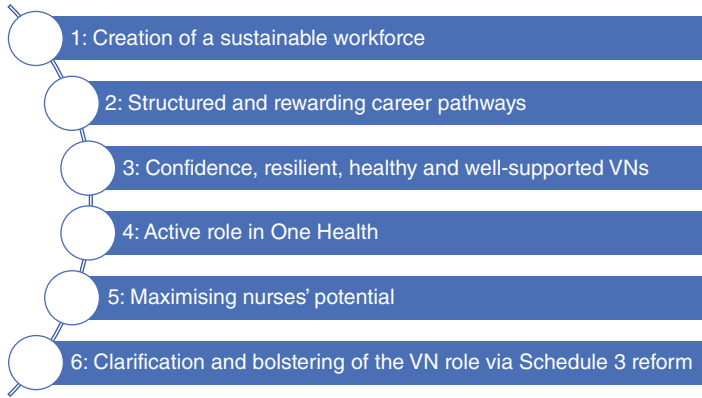 1: Creation of a sustainable workforce
2: Structured and rewarding career pathways
3: Confidence, resilient, healthy and well-supported VNs
4: Active role in One Health
5: Maximising nurses’ potential
6: Clarification and bolstering of the VN role via Schedule 3 reform